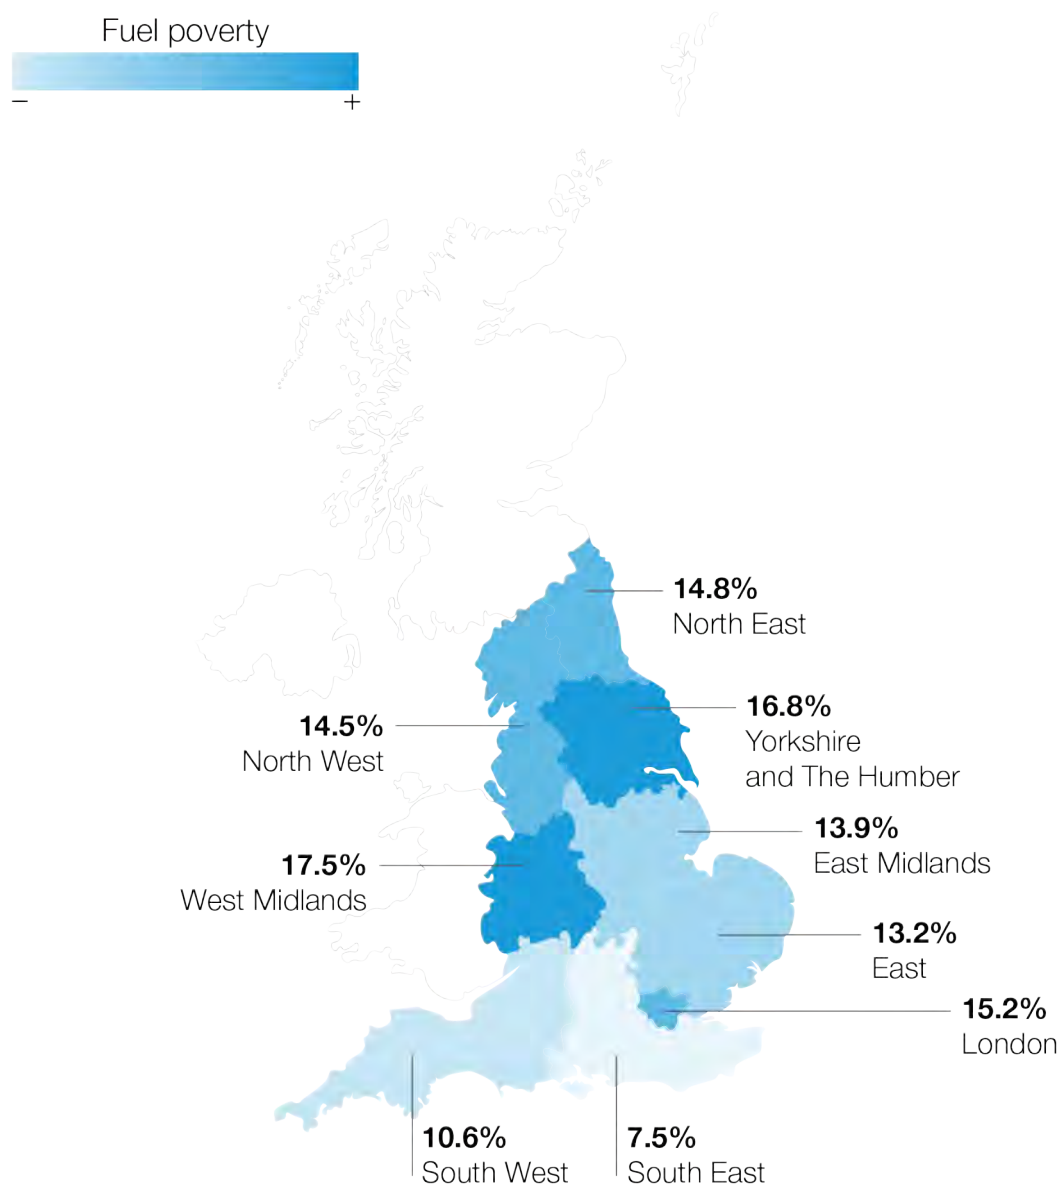 Fuel poverty
− +
14.8%
North East
16.8%
Yorkshire
and The Humber
14.5%
North West
13.9%
East Midlands
17.5%
West Midlands
13.2%
East
15.2%
London
10.6%
South West
7.5%
South East